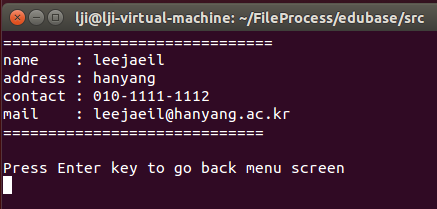 lji@lji-virtual-machine: ~/FileProcess/edubase/src
==============================
name    : leejaeil
address : hanyang
contact : 010-1111-1112
mail    : leejaeil@hanyang.ac.kr
=============================
Press Enter key to go back menu screen